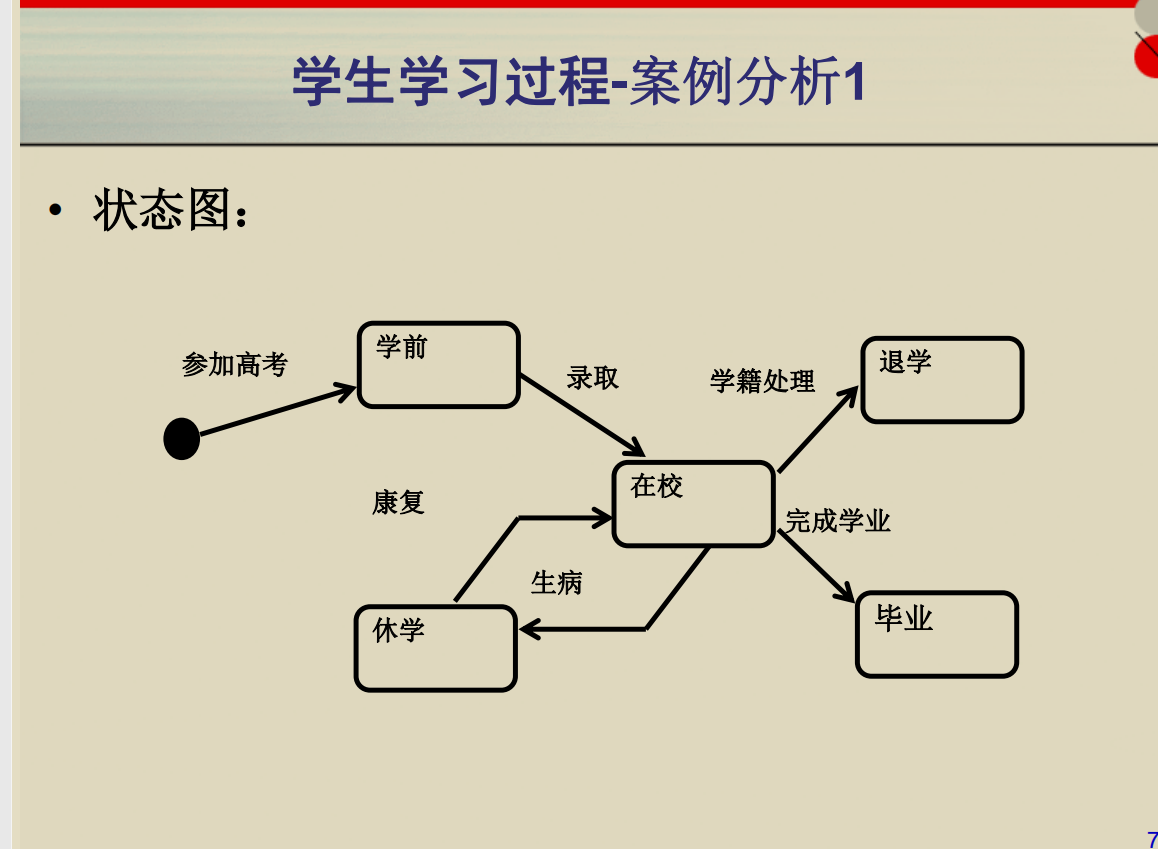 学生学习过程-案例分析1
• 状态图：
学前
参加高考
录取
学籍处理
退学
在校
康复
完成学业
生病
休学
毕业
7